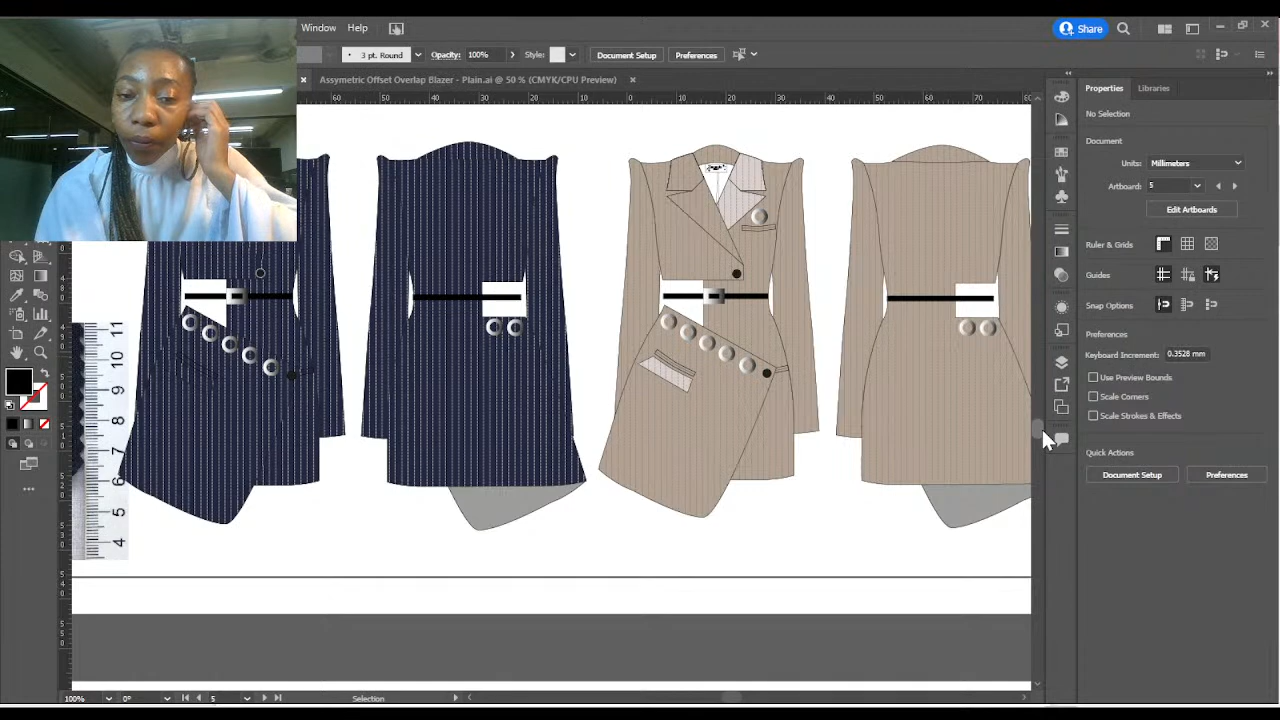 Window Help
Share
3 pt. Round Opacity: 100% Style: Document Setup Preferences
Assymetric Offset Overlap Blazer - Plain.ai @ 50 % (CMYK/CPU Preview)
60 50 40 30 20 10 0 10 20 30 40 50 60 70 80
Properties Libraries
No Selection
Document
Units: Millimeters
Artboard: 5
Edit Artboards
Ruler & Grids
Guides
Snap Options
Preferences
Keyboard Increment: 0.3528 mm
Use Preview Bounds
Scale Corners
Scale Strokes & Effects
Quick Actions
Document Setup Preferences
11
10
9
8
7
6
5
4
100% 0° 5 Selection